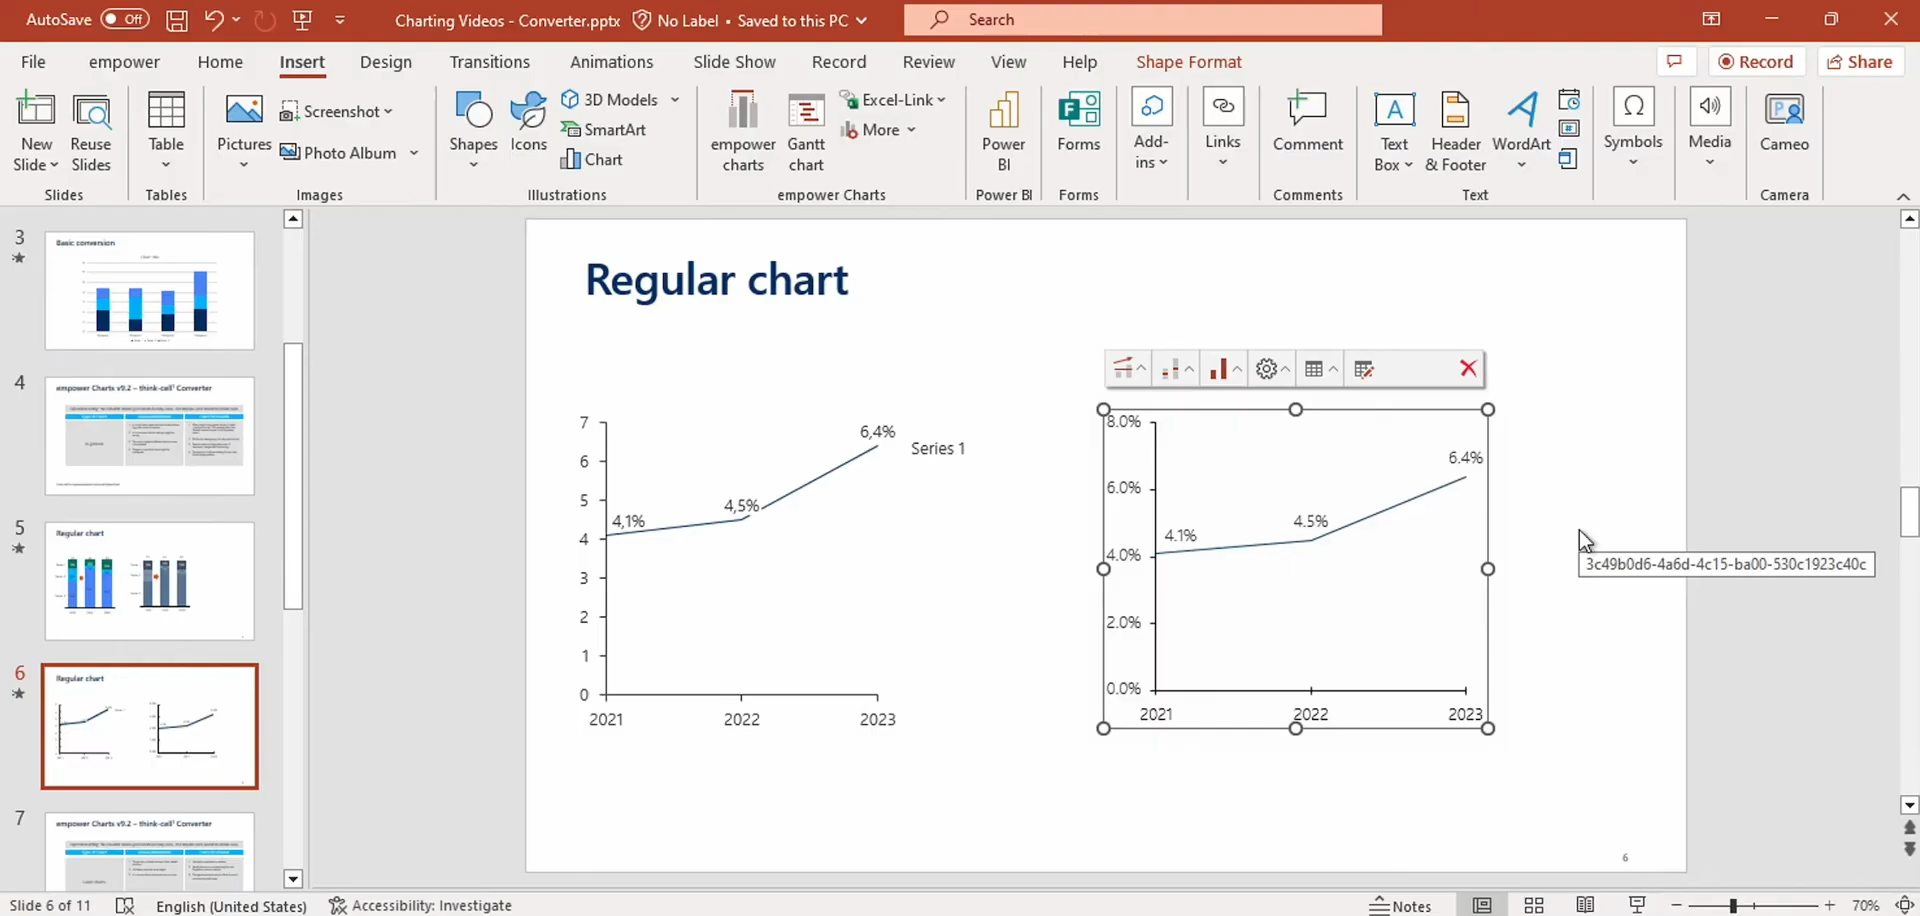 AutoSave Off
Charting Videos - Converter.pptx No Label • Saved to this PC
Search
File empower Home Insert Design Transitions Animations Slide Show Record Review View Help Shape Format Record Share
New Slide
Reuse Slides
Slides
Table
Tables
Pictures
Screenshot
Photo Album
Images
Shapes
Icons
3D Models
SmartArt
Chart
Illustrations
empower charts
Gantt chart
Excel-Link
More
empower Charts
Power BI
Power BI
Forms
Forms
Add-ins
Links
Comment
Comments
Text Box
Header & Footer
WordArt
Text
Symbols
Media
Cameo
Camera
3
Basic conversion
4
empower Charts v9.2 – think-cell¹ Converter
5
Regular chart
6
Regular chart
7
empower Charts v9.2 – think-cell¹ Converter
Regular chart
7
6
5
4
3
2
1
0
4,1%
4,5%
6,4%
Series 1
2021 2022 2023
8.0%
6.0%
4.0%
2.0%
0.0%
4.1%
4.5%
6.4%
2021 2022 2023
3c49b0d6-4a6d-4c15-ba00-530c1923c40c
6
Slide 6 of 11 English (United States) Accessibility: Investigate Notes 70%